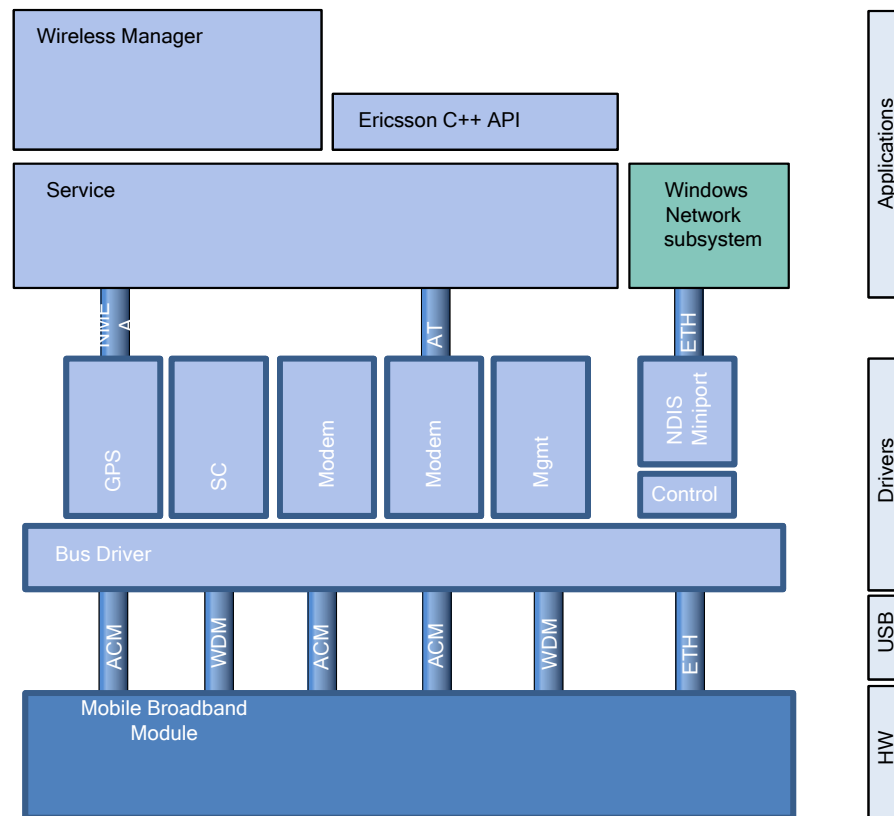 Wireless Manager
Ericsson C++ API
Service
Windows
Network
subsystem
Applications
NME
A
AT
ETH
GPS
SC
Modem
Modem
Mgmt
NDIS
Miniport
Control
Drivers
Bus Driver
ACM
WDM
ACM
ACM
WDM
ETH
USB
Mobile Broadband
Module
HW